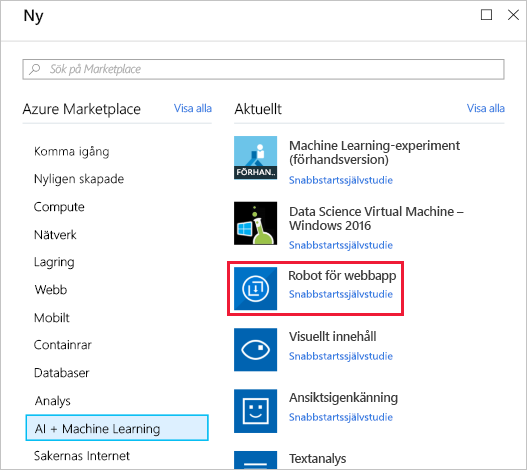 Ny
Sök på Marketplace
Azure Marketplace
Visa alla
Komma igång
Nyligen skapade
Compute
Nätverk
Lagring
Webb
Mobilt
Containrar
Databaser
Analys
AI + Machine Learning
Sakernas Internet
Aktuellt
Visa alla
FÖRHAN..
Machine Learning-experiment
(förhandsversion)
Snabbstartssjälvstudie
Data Science Virtual Machine –
Windows 2016
Snabbstartssjälvstudie
Robot för webbapp
Snabbstartssjälvstudie
Visuellt innehåll
Snabbstartssjälvstudie
Ansiktsigenkänning
Snabbstartssjälvstudie
Textanalys